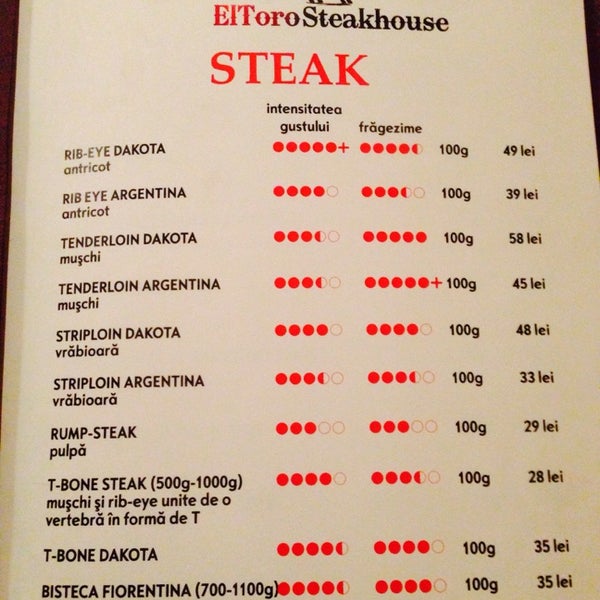 ElToro Steakhouse
STEAK
intensitatea
gustului frăgezime
RIB-EYE DAKOTA + 100g 49 lei
antricot
RIB EYE ARGENTINA 100g 39 lei
antricot
TENDERLOIN DAKOTA 100g 58 lei
mușchi
TENDERLOIN ARGENTINA + 100g 45 lei
mușchi
STRIPLOIN DAKOTA 100g 48 lei
vrăbioară
STRIPLOIN ARGENTINA 100g 33 lei
vrăbioară
RUMP-STEAK 100g 29 lei
pulpă
T-BONE STEAK (500g-1000g) 100g 28 lei
mușchi și rib-eye unite de o
vertebră în formă de T
T-BONE DAKOTA 100g 35 lei
BISTECA FIORENTINA (700-1100g) 100g 35 lei